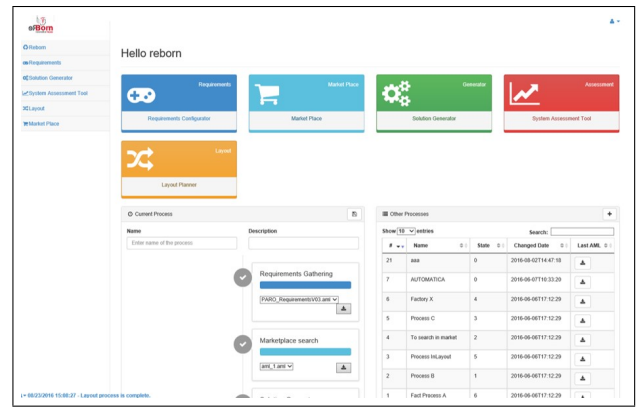 reBorn
Reborn
Requirements
Solution Generator
System Assessment Tool
Layout
Market Place
Hello reborn
Requirements
Requirements Configurator
Market Place
Market Place
Generator
Solution Generator
Assessment
System Assessment Tool
Layout
Layout Planner
Current Process
Name
Description
Enter name of the process
Requirements Gathering
PARO_RequirementsV03.aml
Marketplace search
aml_1.aml
Other Processes
Show 10 entries Search:
# Name State Changed Date Last AML
21 asa 0 2016-08-02T14:47:18
7 AUTOMATICA 0 2016-06-07T10:33:29
6 Factory X 4 2016-06-06T17:12:29
5 Process C 3 2016-06-06T17:12:29
4 To search in market 2 2016-06-06T17:12:29
3 Process InLayout 5 2016-06-06T17:12:29
2 Process B 1 2016-06-06T17:12:29
1 Fact Process A 6 2016-06-06T17:12:29
08/23/2016 15:08:27 - Layout process is complete.